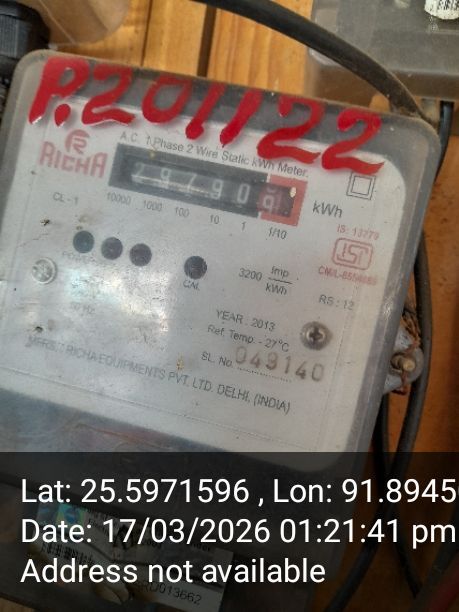 P.201122
RICHA
A.C. 1 Phase 2 Wire Static kWh Meter.
29790
kWh
CL - 1
10000 1000 100 10 1 1/10
IS: 13779
ISI
3200 Imp/kWh
CAL
RS : 12
YEAR : 2013
Ref. Temp. - 27°C
SL. No. 049140
MFRS.: RICHA EQUIPMENTS PVT. LTD. DELHI, (INDIA)
Lat: 25.5971596 , Lon: 91.8945
Date: 17/03/2026 01:21:41 pm
Address not available